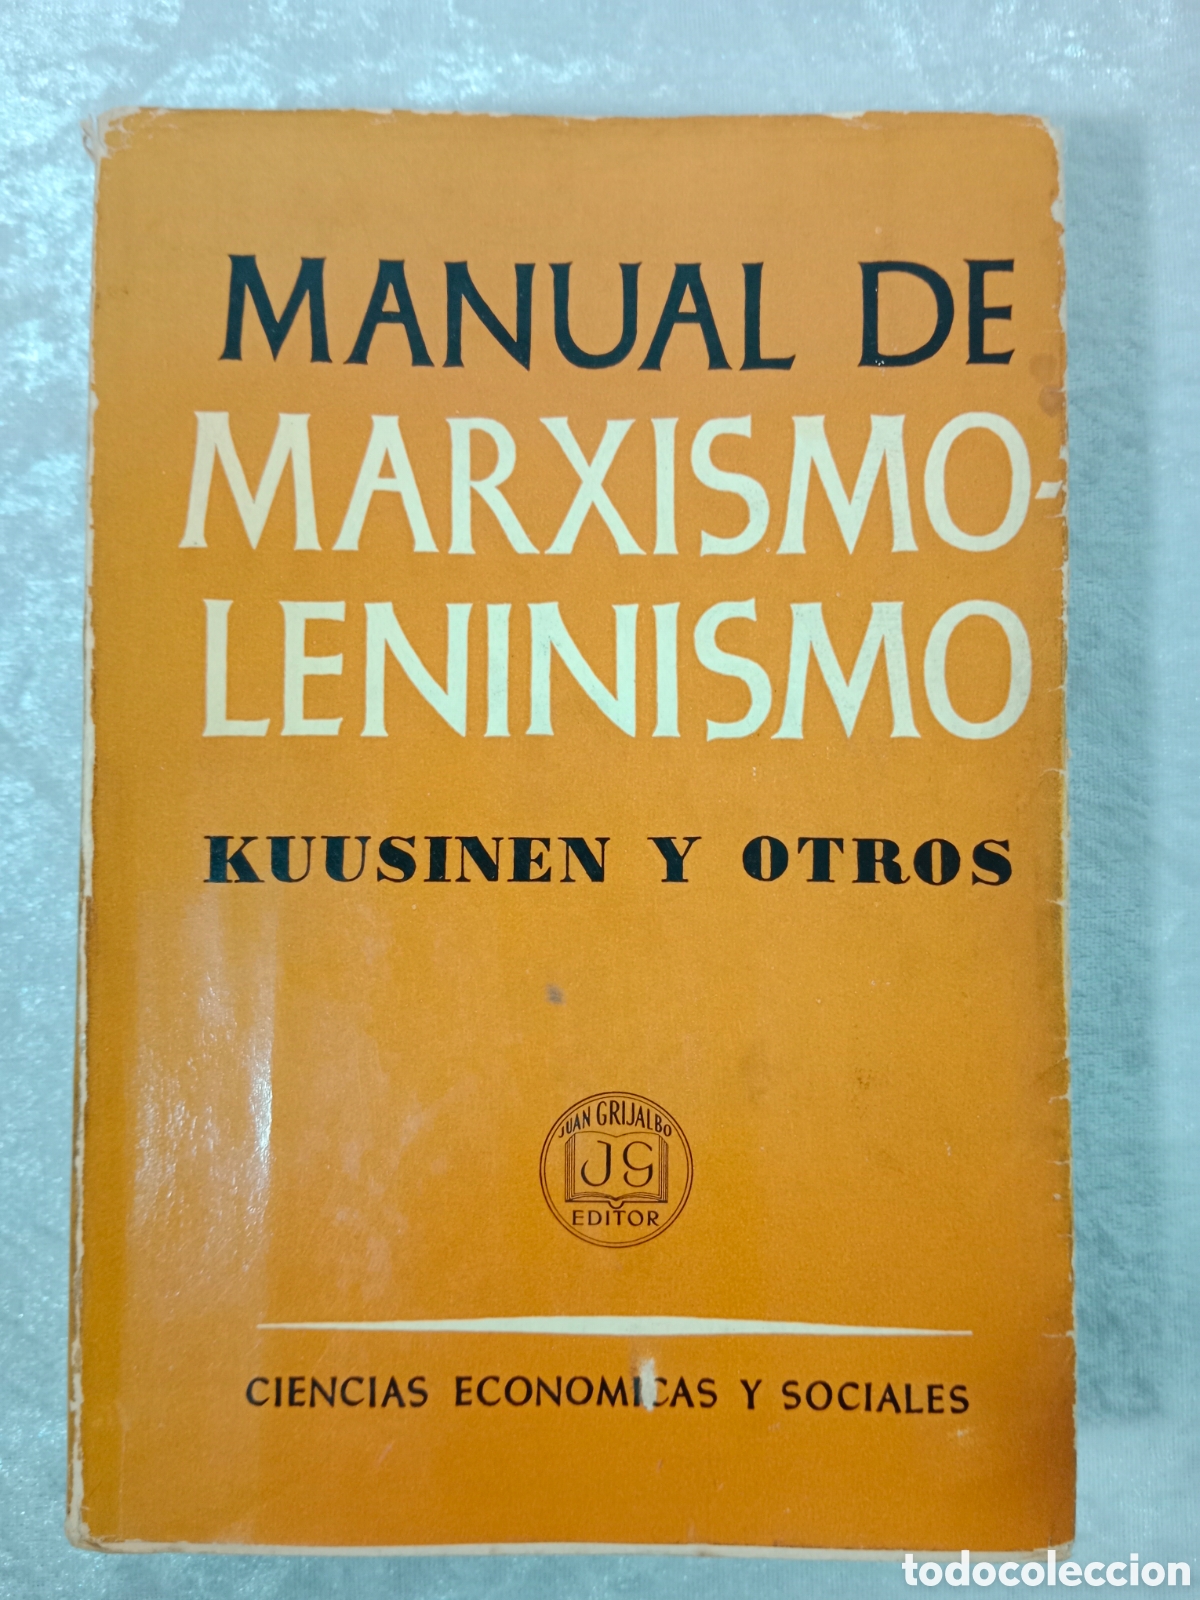 MANUAL DE
MARXISMO-
LENINISMO
KUUSINEN Y OTROS
JUAN GRIJALBO
JG
EDITOR
CIENCIAS ECONOMICAS Y SOCIALES
todocoleccion